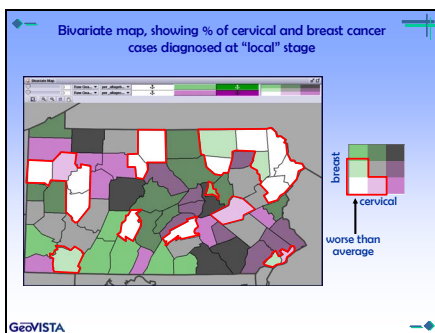 Bivariate map, showing % of cervical and breast cancer
cases diagnosed at "local" stage
Bivariate Map
breast
cervical
worse than
average
GeoVISTA